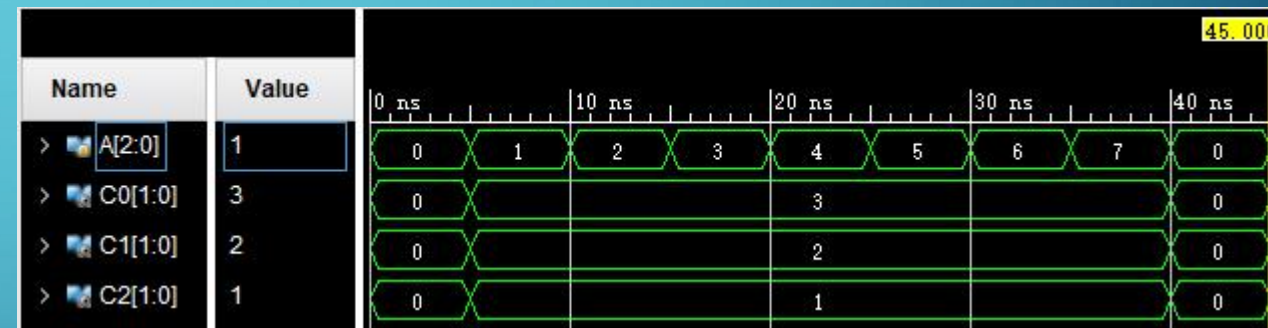 45.00
Name Value 0 ns 10 ns 20 ns 30 ns 40 ns
A[2:0] 1 0 1 2 3 4 5 6 7 0
C0[1:0] 3 0 3 0
C1[1:0] 2 0 2 0
C2[1:0] 1 0 1 0